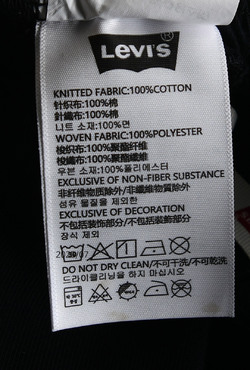 LEVI'S
KNITTED FABRIC:100%COTTON
针织布:100%棉
針織布:100%棉
니트 소재:100%면
WOVEN FABRIC:100%POLYESTER
梭织布:100%聚酯纤维
梭織布:100%聚酯纖維
우븐 소재:100%폴리에스터
EXCLUSIVE OF NON-FIBER SUBSTANCE
非纤维物质除外/非纖維物質除外
섬유 물질을 제외한
EXCLUSIVE OF DECORATION
不包括装饰部分/不包括裝飾部分
장식 제외
DO NOT DRY CLEAN/不可干洗/不可乾洗
드라이클리닝을 하지 마십시오